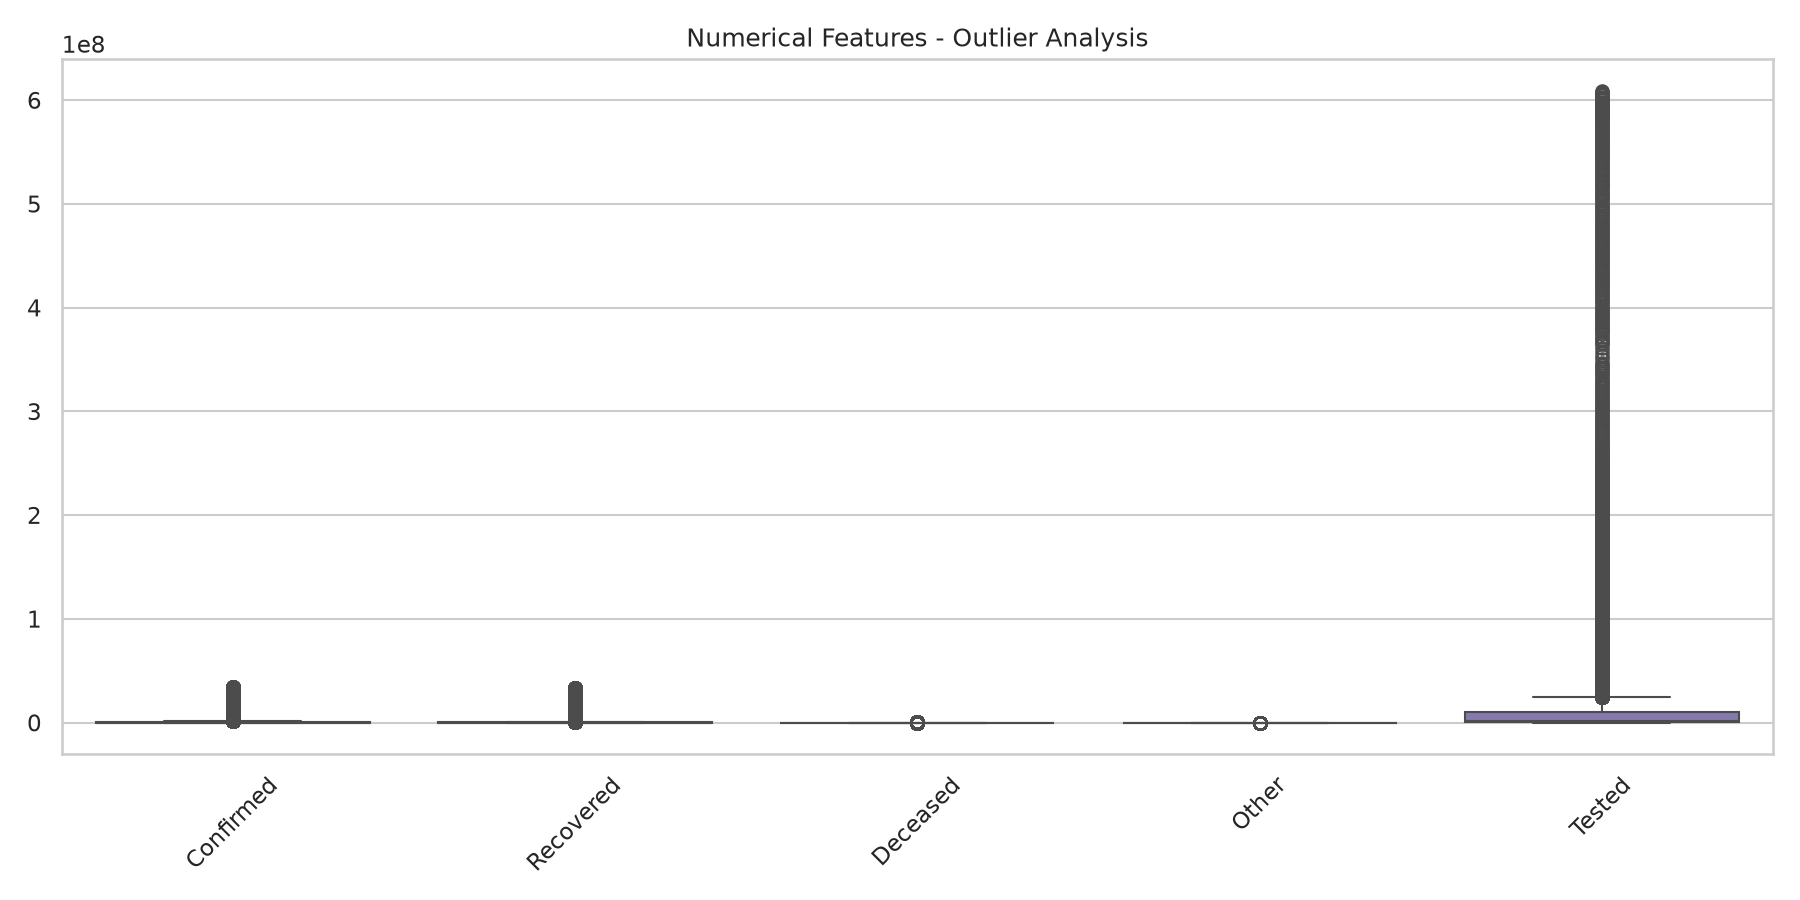 Numerical Features - Outlier Analysis
1e8
6
5
4
3
2
1
0
Confirmed
Recovered
Deceased
Other
Tested